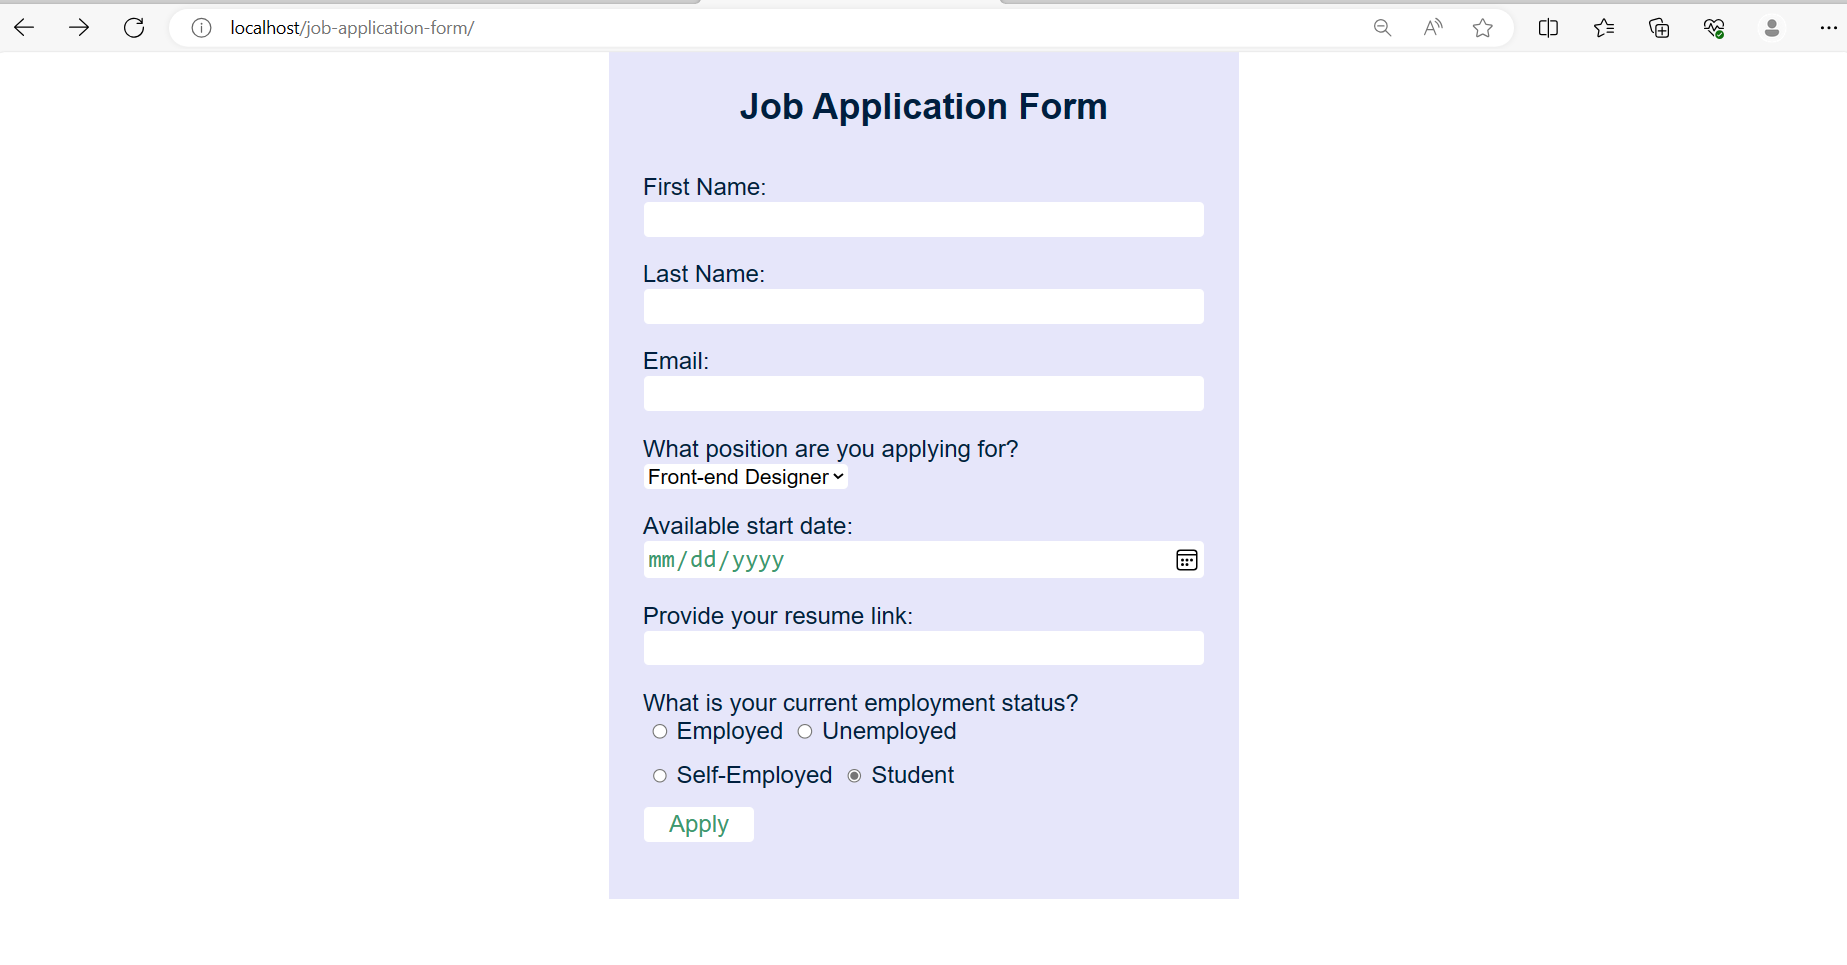 localhost/job-application-form/
Job Application Form
First Name:
Last Name:
Email:
What position are you applying for?
Front-end Designer
Available start date:
mm/dd/yyyy
Provide your resume link:
What is your current employment status?
Employed Unemployed
Self-Employed Student
Apply